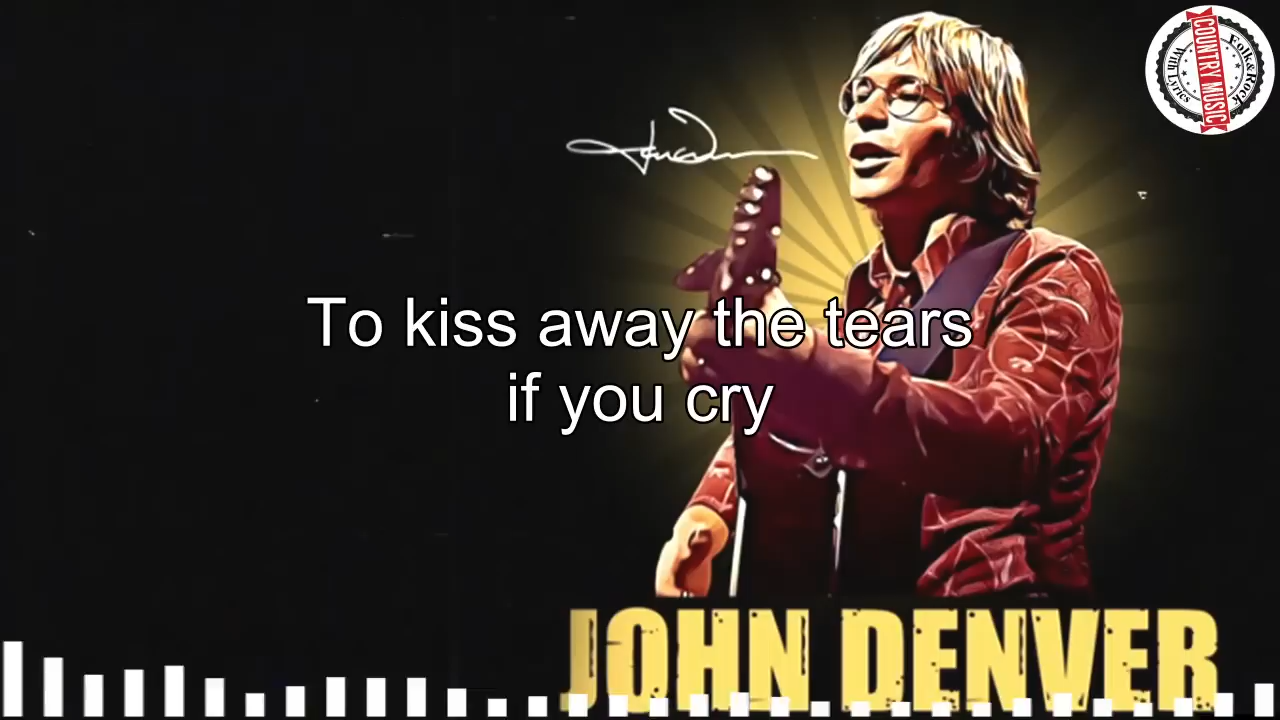 Folk&Rock
COUNTRY MUSIC
With Lyrics
To kiss away the tears
if you cry
JOHN DENVER